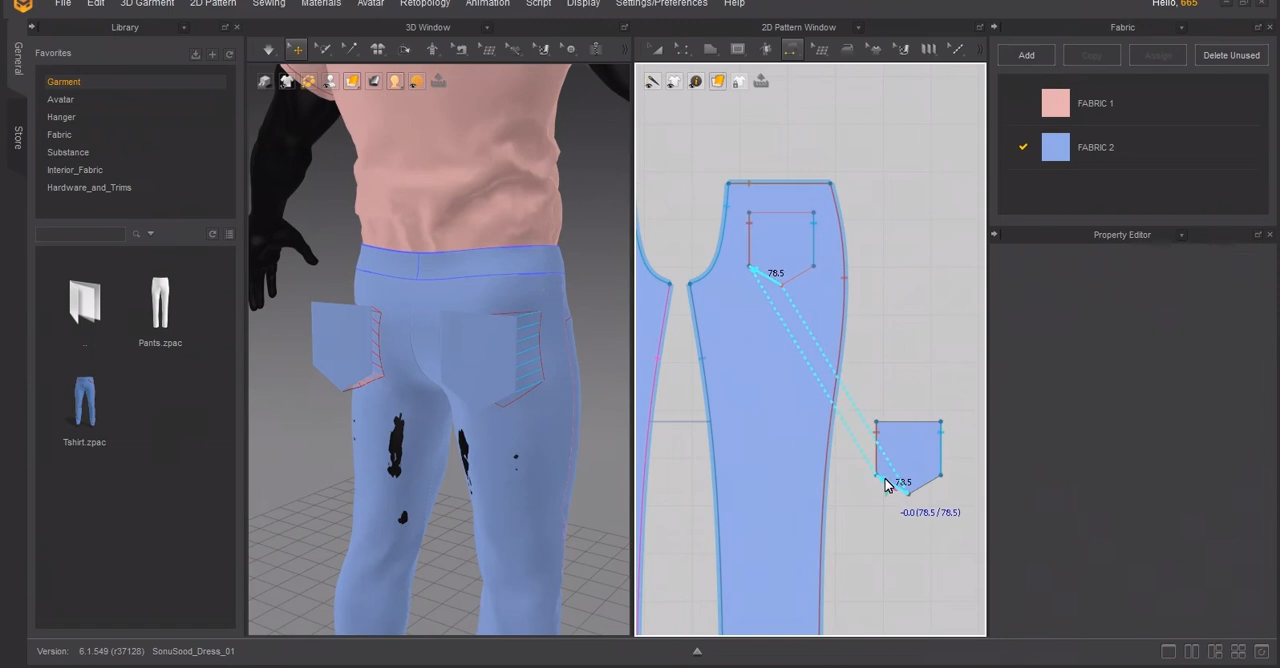 File Edit 3D Garment 2D Pattern Sewing Materials Avatar Retopology Animation Script Display Settings/Preferences Help Hello, 665
Library 3D Window 2D Pattern Window Fabric
General
Store
Favorites
Garment
Avatar
Hanger
Fabric
Substance
Interior_Fabric
Hardware_and_Trims
..
Pants.zpac
Tshirt.zpac
78.5
73.5
-0.0 (78.5 / 78.5)
Add Copy Assign Delete Unused
FABRIC 1
FABRIC 2
Property Editor
Version: 6.1.549 (r37128) SonuSood_Dress_01